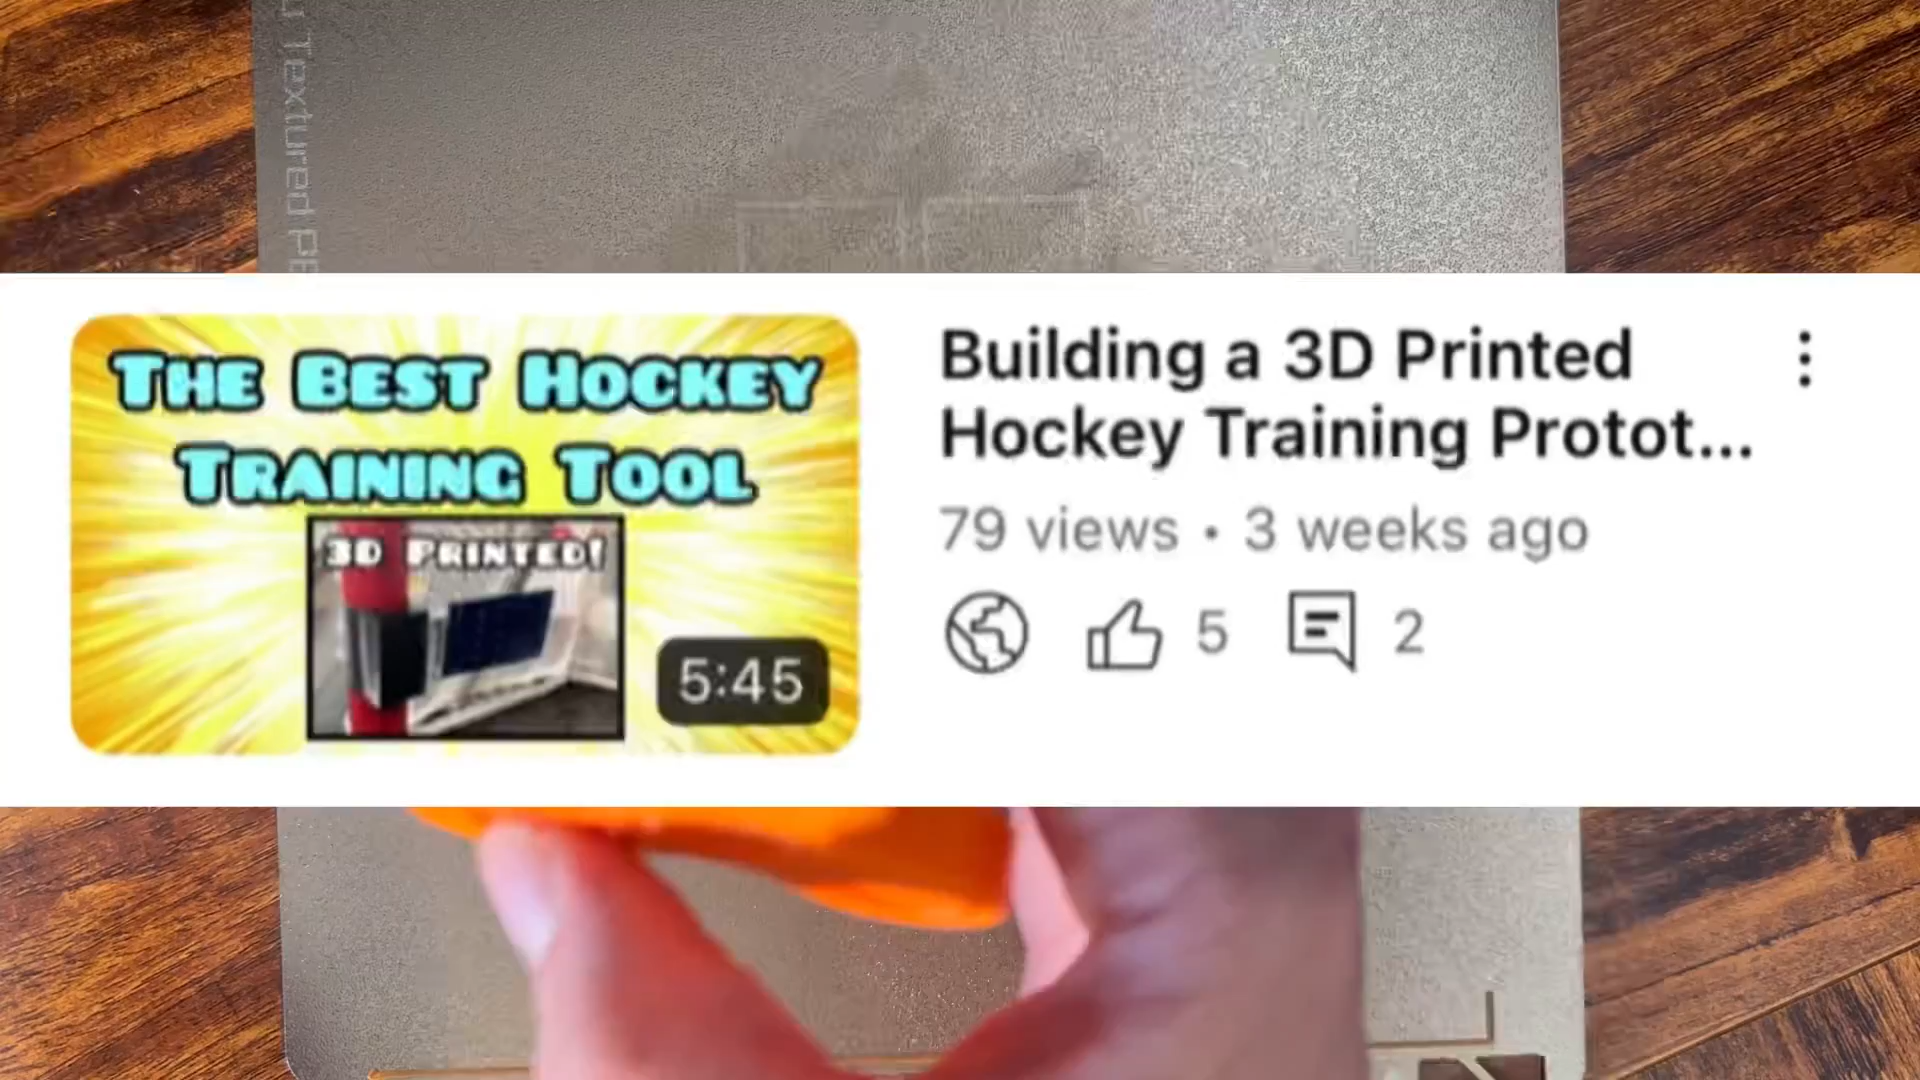 Textured PE
THE BEST HOCKEY
TRAINING TOOL
3D PRINTED!
5:45
Building a 3D Printed
Hockey Training Protot...
79 views • 3 weeks ago
5
2